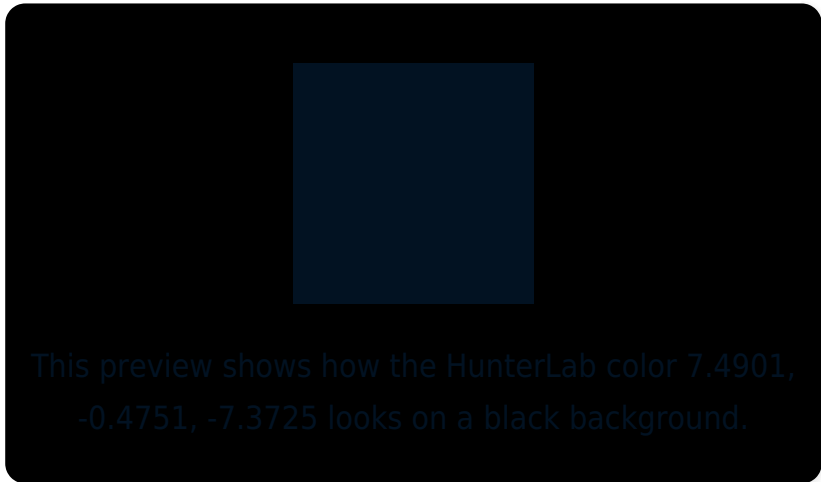 This preview shows how the HunterLab color 7.4901,
-0.4751, -7.3725 looks on a black background.